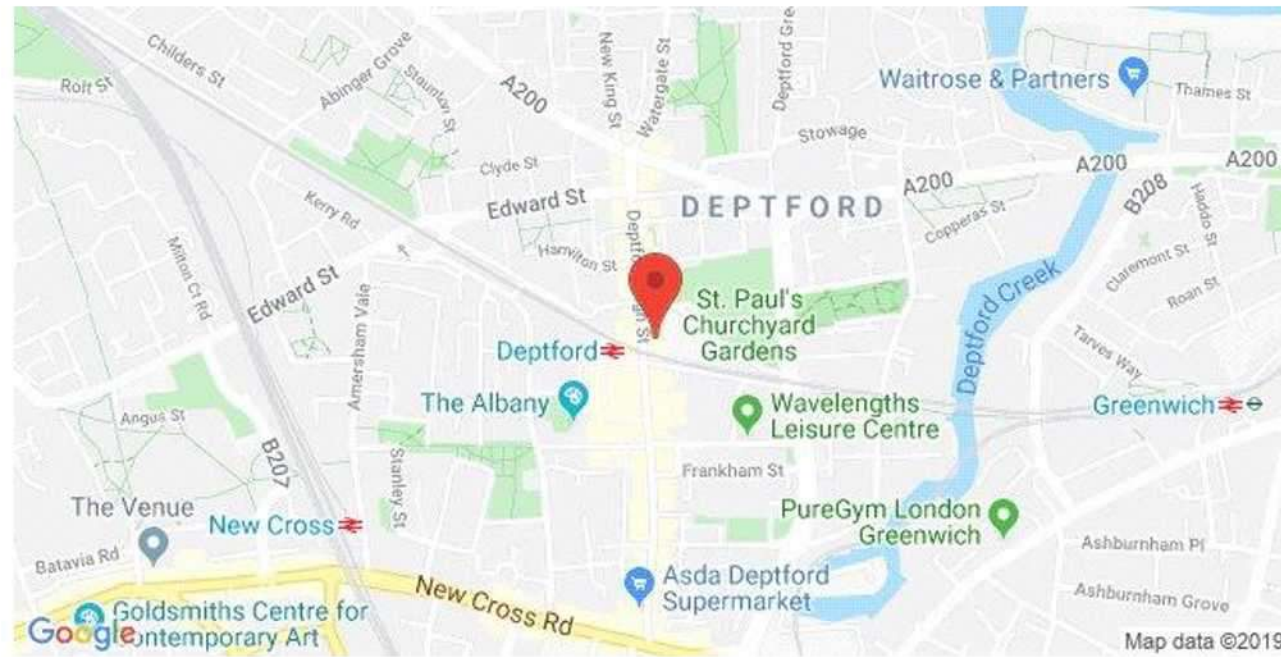 Childers St
Rolt St
Abinger Grove
Staunton St
A200
New King St
Watergate St
Deptford Gre
Waitrose & Partners
Thames St
Stowage
Clyde St
A200
A200
A200
B208
Haddo St
Kerry Rd
Edward St
DEPTFORD
Copperas St
Milton Ct Rd
Hamilton St
Deptfo
Claremont St
Roan St
Edward St
Amersham Vale
St. Paul's
Churchyard
Gardens
Deptford Creek
Tarves Way
Deptford
The Albany
Wavelengths
Leisure Centre
Greenwich
Angus St
B207
Stanley St
Frankham St
The Venue
New Cross
PureGym London
Greenwich
Batavia Rd
Ashburnham Pl
New Cross Rd
Asda Deptford
Supermarket
Ashburnham Grove
Goldsmiths Centre for
ontemporary Art
Google
Map data ©2019